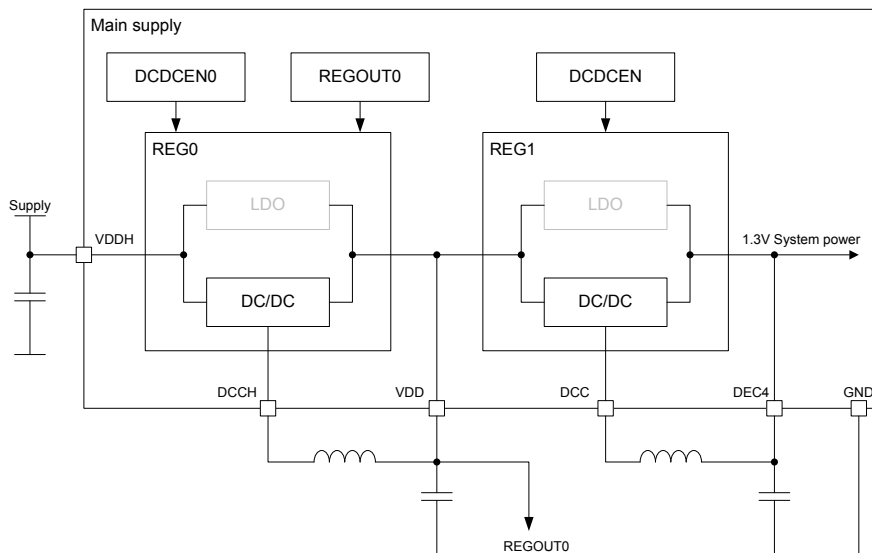 Main supply
DCDCEN0
REGOUT0
DCDCEN
REG0
REG1
LDO
LDO
Supply
VDDH
1.3V System power
DC/DC
DC/DC
DCCH
VDD
DCC
DEC4
GND
REGOUT0